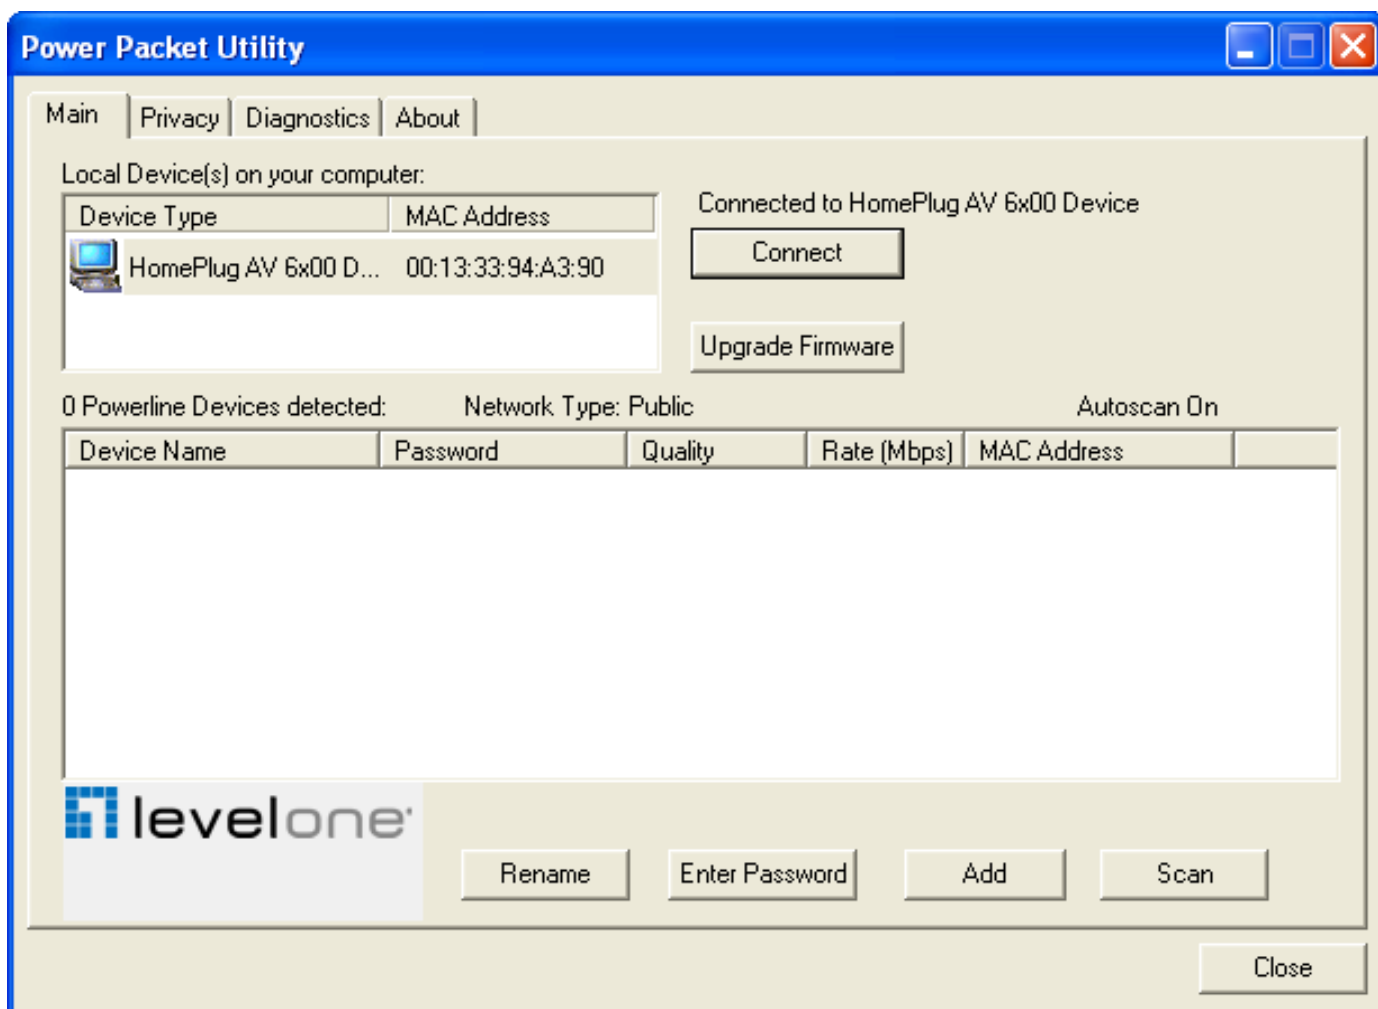 Power Packet Utility
Main Privacy Diagnostics About
Local Device(s) on your computer:
Device Type MAC Address
HomePlug AV 6x00 D... 00:13:33:94:A3:90
Connected to HomePlug AV 6x00 Device
Connect
Upgrade Firmware
0 Powerline Devices detected: Network Type: Public Autoscan On
Device Name Password Quality Rate (Mbps) MAC Address
levelone
Rename Enter Password Add Scan
Close